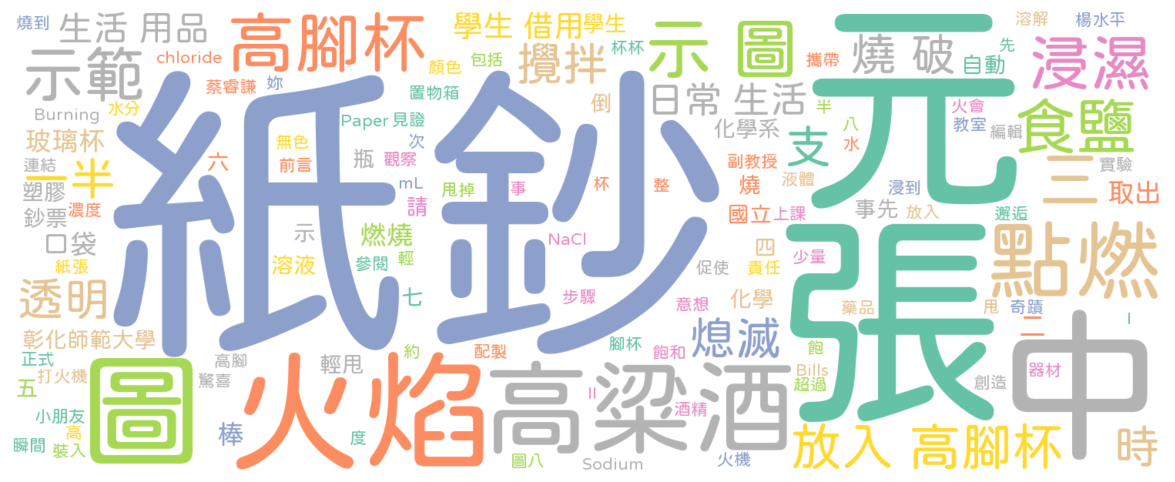 燒到 生活 用品 高腳杯 學生 借用 學生 示 圖 元 溶解 楊水平
chloride 蔡睿謙 妳 顏色 包括 杯杯 攜帶 先
示範 攪拌 燒 破 自動 浸濕
Burning 水分 置物箱 倒 日常 生活 半 火會 食鹽
玻璃杯 無色 Paper 見證 化學系 支 八 教室 編輯
連結 一半 六 前言 瓶 次 觀察 水 三 實驗
塑膠 濃度 mL 甩掉 事 杯 整 副教授 燒 液體 浸到 取出
鈔票 紙鈔 請 國立 上課 事先 放入 邂逅
口袋 示 燃燒 NaCl 四 點燃
紙張 溶液 參閱 輕 促使 責任 少量 張
透明 七 步驟 意想 化學 藥品 甩 奇蹟
彰化師範大學 約 配製 熄滅 飽 二 I
正式 圖 高腳 輕甩 腳杯 飽和 中
五 打火機 驚喜 火焰 高粱酒 Bills 超過 創造 器材
小朋友 II 酒精
瞬間 高 裝入 棒 度 放入 高腳杯 時
圖八 Sodium 火機